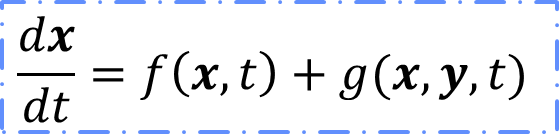 d𝒙/dt = f(𝒙, t) + g(𝒙, 𝒚, t)